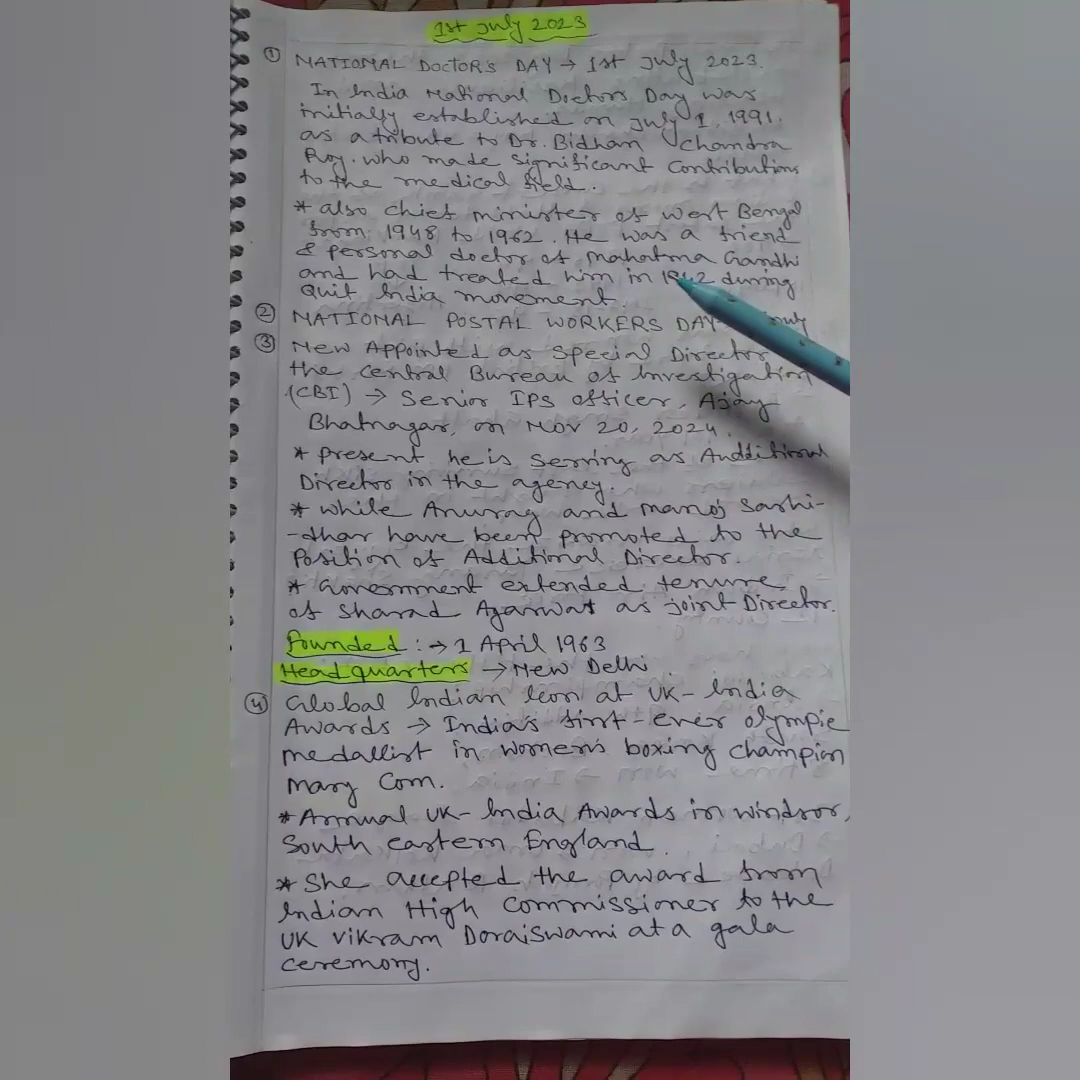 1st July 2023
① NATIONAL DOCTOR'S DAY → 1st July 2023.
In India National Doctors Day was
initially established on July 1, 1991.
as a tribute to Dr. Bidhan Chandra
Roy. who made significant contributions
to the medical field.
* also chief minister of West Bengal
from 1948 to 1962. He was a friend
& personal doctor of Mahatma Gandhi
and had treated him in during
Quit India movement.
② NATIONAL POSTAL WORKERS DAY
③ New Appointed as Special Director
the Central Bureau of Investigation
(CBI) → Senior IPS officer, Ajay
Bhatnagar, on Nov 20, 2024.
* present he is serving as Audditional
Director in the agency.
* while Anurag and manoj Sashi-
-dhar have been promoted to the
Position of Additional Director.
* Government extended tenure
of Sharad Agarwal as joint Director.
Founded :→ 1 April 1963
Headquarters → New Delhi
④ Global Indian Icon at UK-India
Awards → India's first-ever olympic
medallist in women's boxing champion
Mary Com.
* Annual UK-India Awards in windsor,
South eastern England.
* She accepted the award from
Indian High Commissioner to the
UK Vikram Doraiswami at a gala
ceremony.